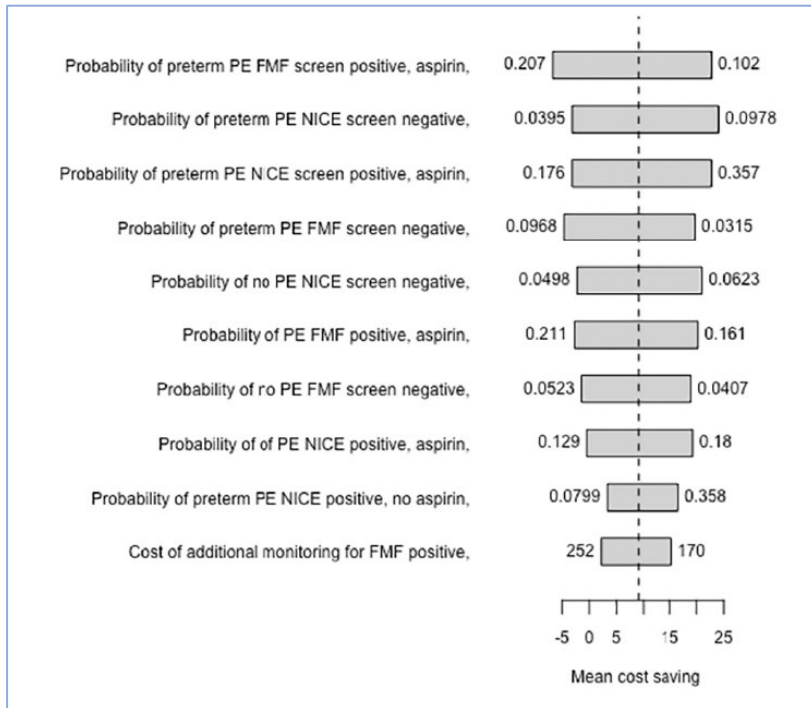 Probability of preterm PE FMF screen positive, aspirin, 0.207 0.102
Probability of preterm PE NICE screen negative, 0.0395 0.0978
Probability of preterm PE NICE screen positive, aspirin, 0.176 0.357
Probability of preterm PE FMF screen negative, 0.0968 0.0315
Probability of no PE NICE screen negative, 0.0498 0.0623
Probability of PE FMF positive, aspirin, 0.211 0.161
Probability of no PE FMF screen negative, 0.0523 0.0407
Probability of of PE NICE positive, aspirin, 0.129 0.18
Probability of preterm PE NICE positive, no aspirin, 0.0799 0.358
Cost of additional monitoring for FMF positive, 252 170
-5 0 5 15 25
Mean cost saving